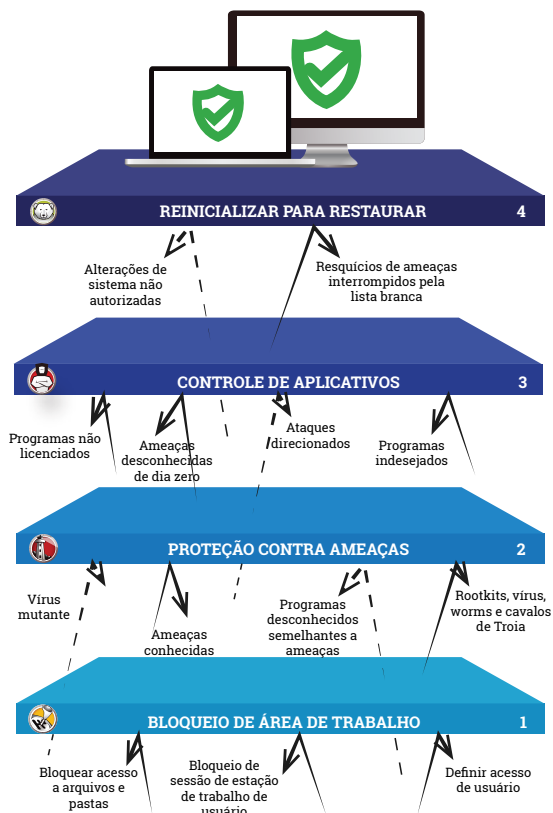 REINICIALIZAR PARA RESTAURAR 4
Alterações de
sistema não
autorizadas
Resquícios de ameaças
interrompidos pela
lista branca
CONTROLE DE APLICATIVOS 3
Programas não
licenciados
Ameaças
desconhecidas
de dia zero
Ataques
direcionados
Programas
indesejados
PROTEÇÃO CONTRA AMEAÇAS 2
Vírus
mutante
Ameaças
conhecidas
Programas
desconhecidos
semelhantes a
ameaças
Rootkits, vírus,
worms e cavalos
de Troia
BLOQUEIO DE ÁREA DE TRABALHO 1
Bloquear acesso
a arquivos e
pastas
Bloqueio de
sessão de estação
de trabalho de
usuário
Definir acesso
de usuário